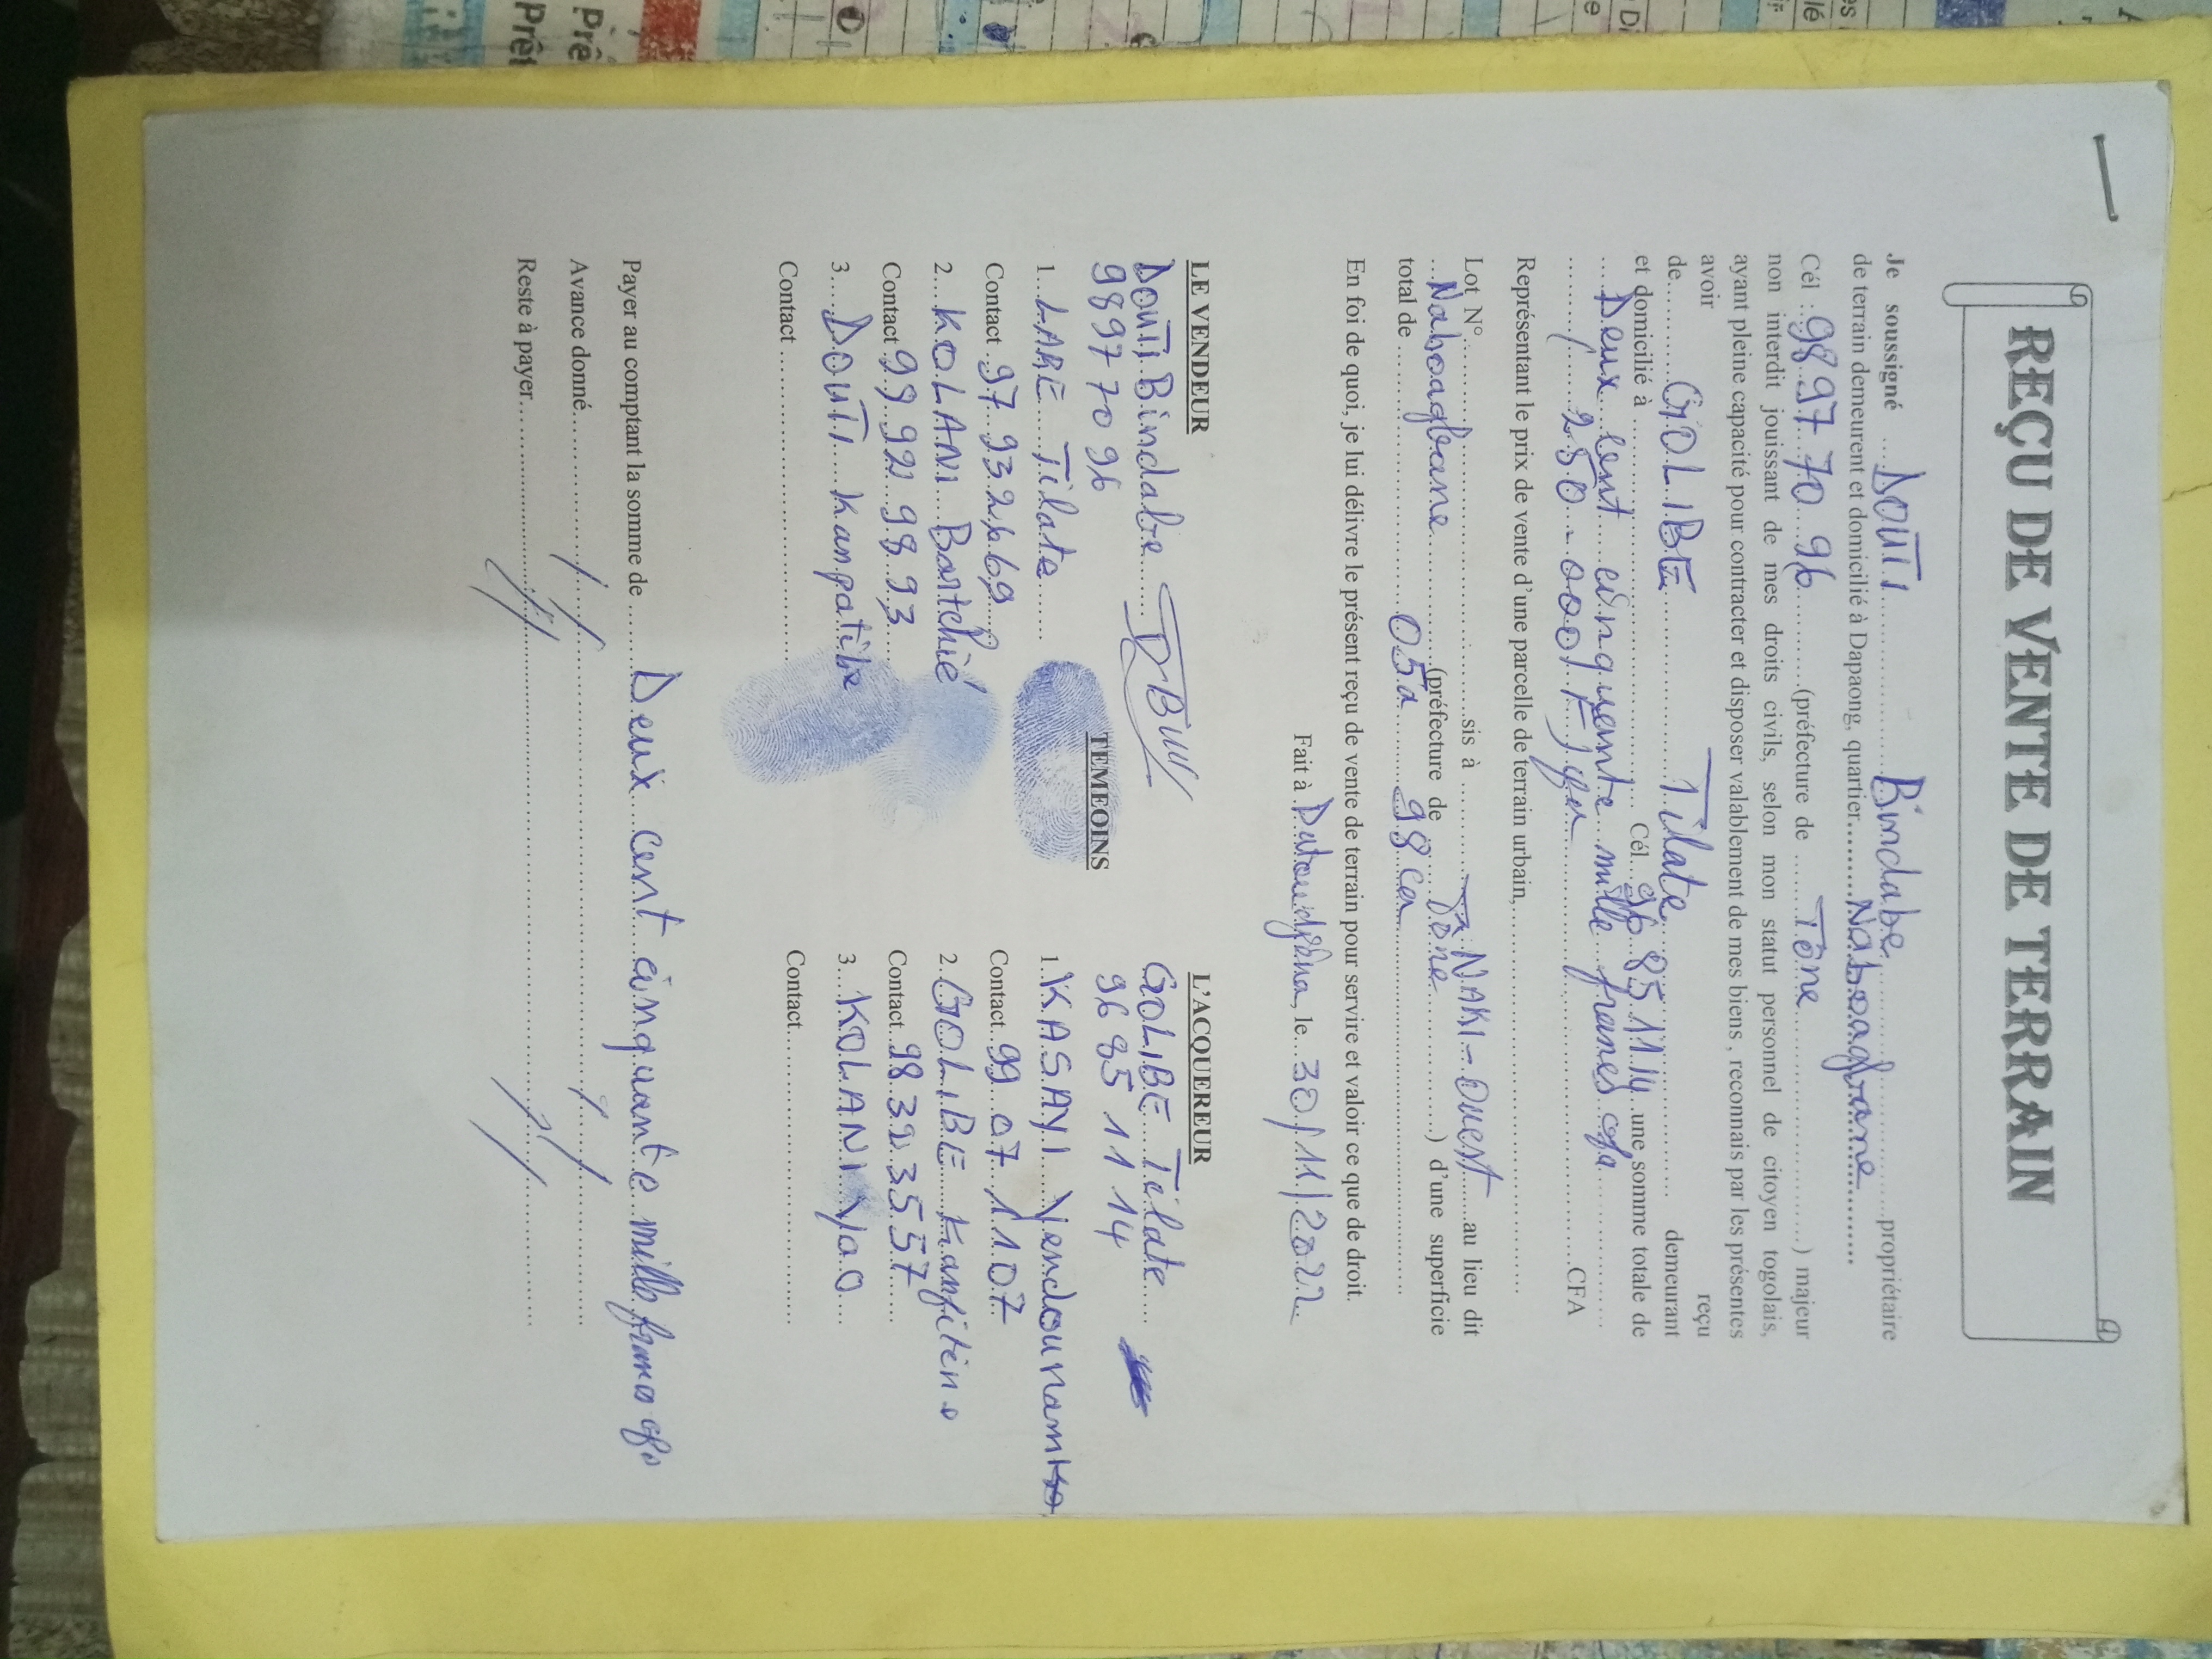 REÇU DE VENTE DE TERRAIN
Je soussigné ....DOUTI.................Bindabe.................propriétaire
de terrain demeurent et domicilié à Dapaong, quartier.........Naboagbane.........
Cél :..98 97 70 96...........(préfecture de ......Tône......................) majeur
non interdit jouissant de mes droits civils, selon mon statut personnel de citoyen togolais,
ayant pleine capacité pour contracter et disposer valablement de mes biens , reconnais par les présentes
avoir reçu
de...........GOLIBE..................Tilate.......................... demeurant
et domicilié à ........................................ Cél...96 85 11 14..une somme totale de
....Deux cent cinquante mille francs cfa.............
........../.....250.000/F.............................................CFA
Représentant le prix de vente d'une parcelle de terrain urbain,.............................................
Lot N°........................................sis à ............NAKI-Ouest.....au lieu dit
...Naboagbane...............(préfecture de ......Tône...............) d'une superficie
total de ........................05a.......98 ca.......................................
En foi de quoi, je lui délivre le présent reçu de vente de terrain pour servire et valoir ce que de droit.
Fait à , le...30/11/2022
LE VENDEUR L'ACQUEREUR
DOUTI Bindabe...... GOLIBE...Tilate.....
98 97 70 96 96 85 11 14
TEMEOINS
1...LARE.....Tilate...... 1.KASAYI
Contact ..97 93 26 69 Contact..99 07 11 07
2...KOLANI...Bartchié 2.GOLIBE
Contact 99 92 98 93.... Contact..98 32 35 57......
3....DOUTI...Kampatibe 3...KOLANI Yao...
Contact ............................ Contact............................
Payer au comptant la somme de .......Deux cent cinquante mille francs cfa
Avance donné................/../................................/../..........
Reste à payer.................//................................//...........